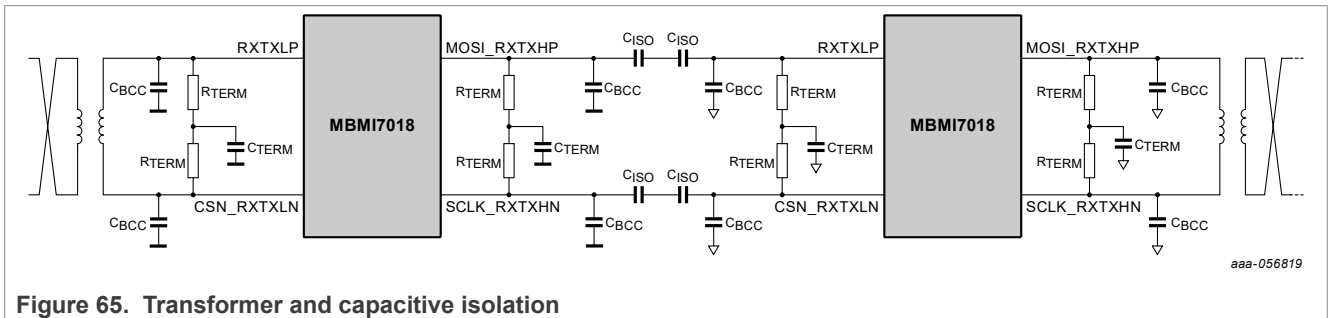 RXTXLP
MOSI_RXTXHP
CISO
CISO
RXTXLP
MOSI_RXTXHP
CBCC
RTERM
RTERM
CBCC
CBCC
RTERM
RTERM
CBCC
MBMI7018
MBMI7018
CTERM
CTERM
CTERM
CTERM
RTERM
RTERM
RTERM
RTERM
CISO
CISO
CSN_RXTXLN
SCLK_RXTXHN
CSN_RXTXLN
SCLK_RXTXHN
CBCC
CBCC
CBCC
CBCC
aaa-056819
Figure 65. Transformer and capacitive isolation